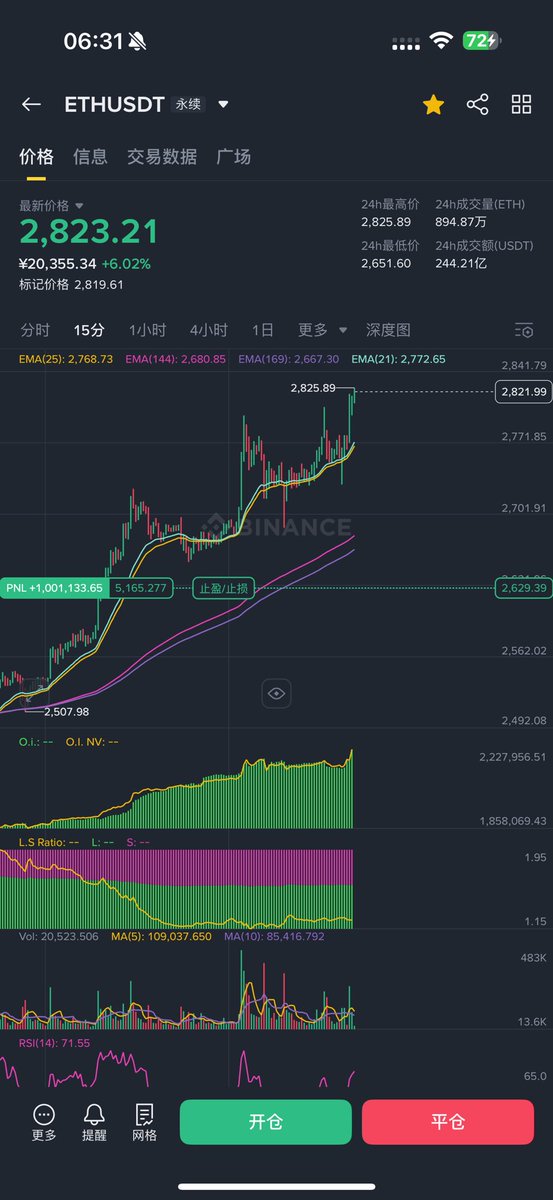 06:31
72
ETHUSDT 永续
价格 信息 交易数据 广场
最新价格
2,823.21
¥20,355.34 +6.02%
标记价格 2,819.61
24h最高价 24h成交量(ETH)
2,825.89 894.87万
24h最低价 24h成交额(USDT)
2,651.60 244.21亿
分时 15分 1小时 4小时 1日 更多 深度图
EMA(25): 2,768.73 EMA(144): 2,680.85 EMA(169): 2,667.30 EMA(21): 2,772.65
2,841.79
2,825.89
2,821.99
2,771.85
2,701.91
BINANCE
PNL +1,001,133.65 5,165.277 止盈/止损 2,629.39
2,562.02
2,507.98
2,492.08
O.i.: -- O.I. NV: --
2,227,956.51
1,858,069.43
L.S Ratio: -- L: -- S: --
1.95
1.15
Vol: 20,523.506 MA(5): 109,037.650 MA(10): 85,416.792
483K
13.6K
RSI(14): 71.55
65.0
更多 提醒 网格 开仓 平仓